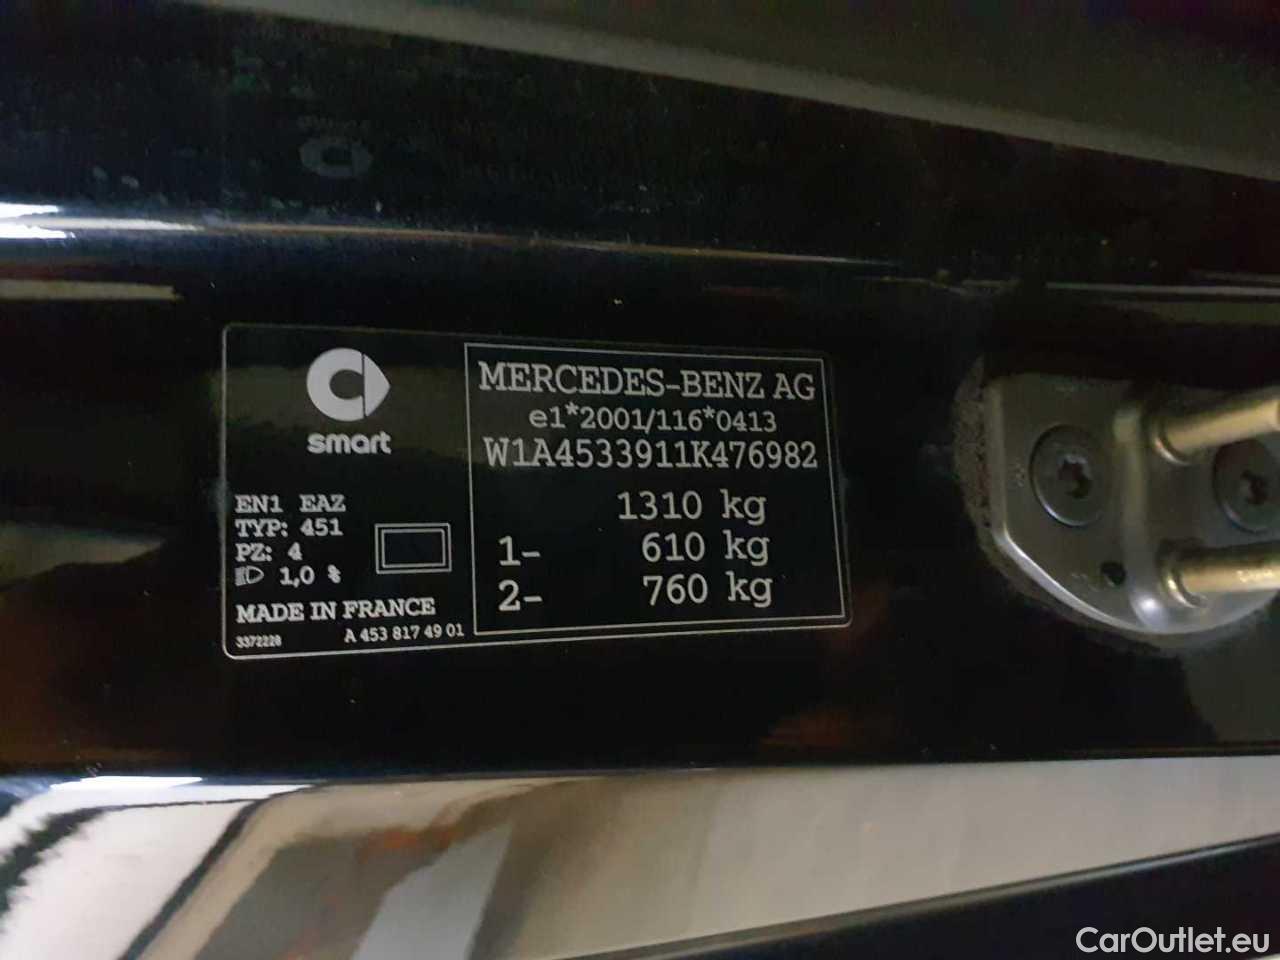 smart
EN1 EAZ
TYP: 451
PZ: 4
1,0 %
MADE IN FRANCE
3372228
A 453 817 49 01
MERCEDES-BENZ AG
e1*2001/116*0413
W1A4533911K476982
1310 kg
1- 610 kg
2- 760 kg
CarOutlet.eu